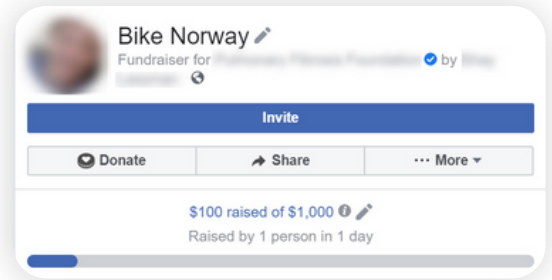 Bike Norway
Fundraiser for by
Invite
Donate
Share
More
$100 raised of $1,000
Raised by 1 person in 1 day